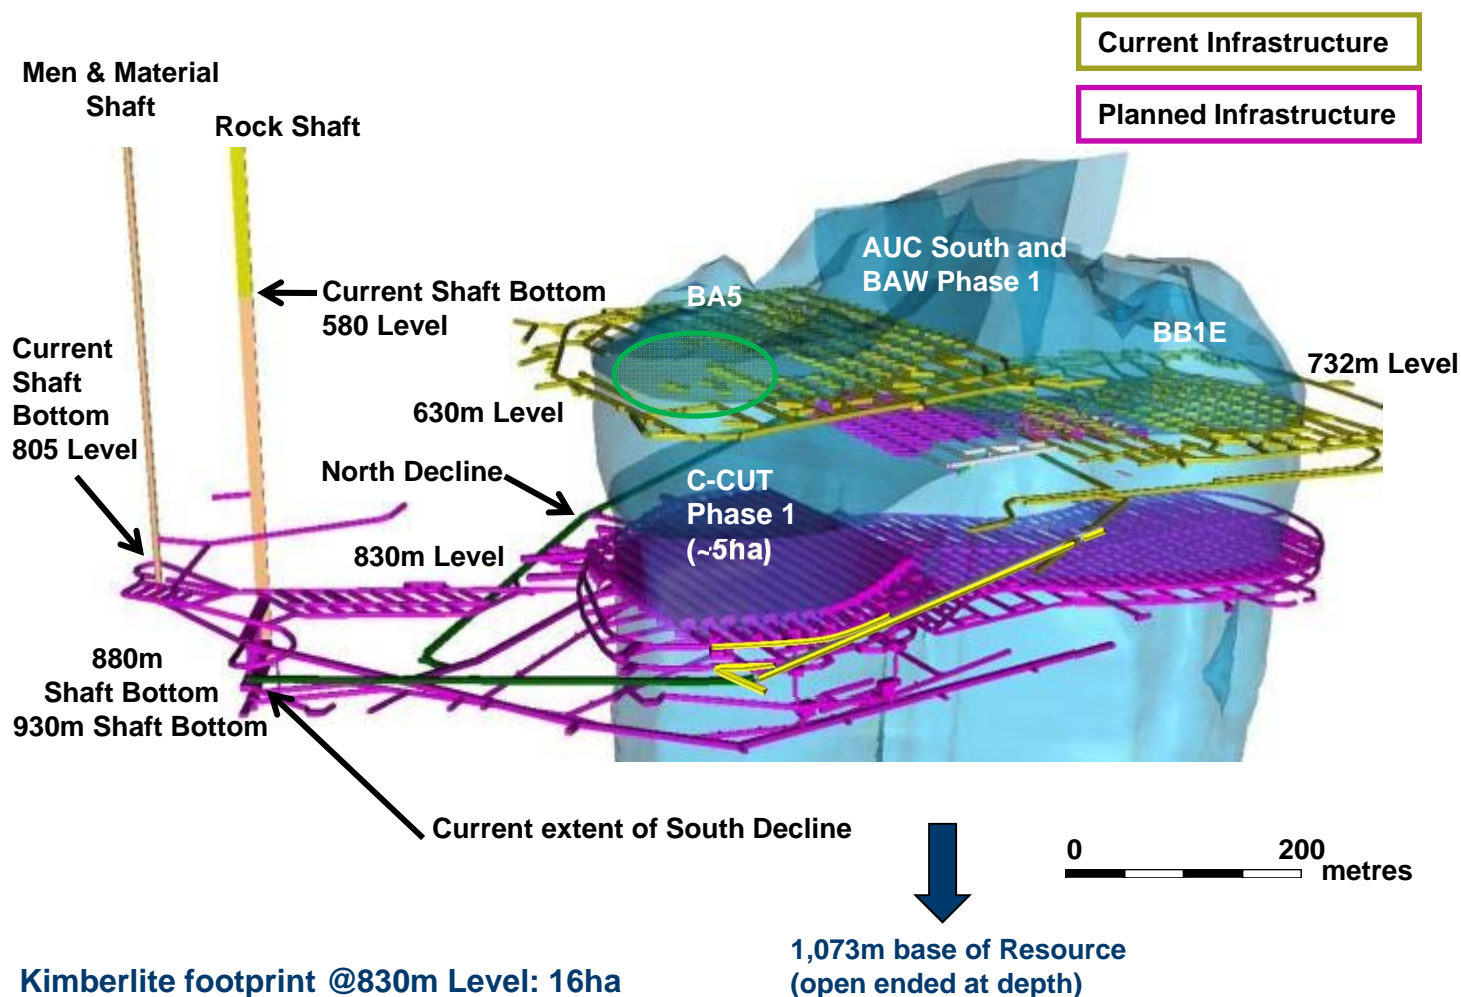 Current Infrastructure
Planned Infrastructure
Men & Material
Shaft
Rock Shaft
AUC South and
BAW Phase 1
BA5
Current Shaft Bottom
580 Level
BB1E
732m Level
Current
Shaft
Bottom
805 Level
630m Level
North Decline
C-CUT
Phase 1
(~5ha)
830m Level
880m
Shaft Bottom
930m Shaft Bottom
Current extent of South Decline
0 200
metres
1,073m base of Resource
(open ended at depth)
Kimberlite footprint @830m Level: 16ha